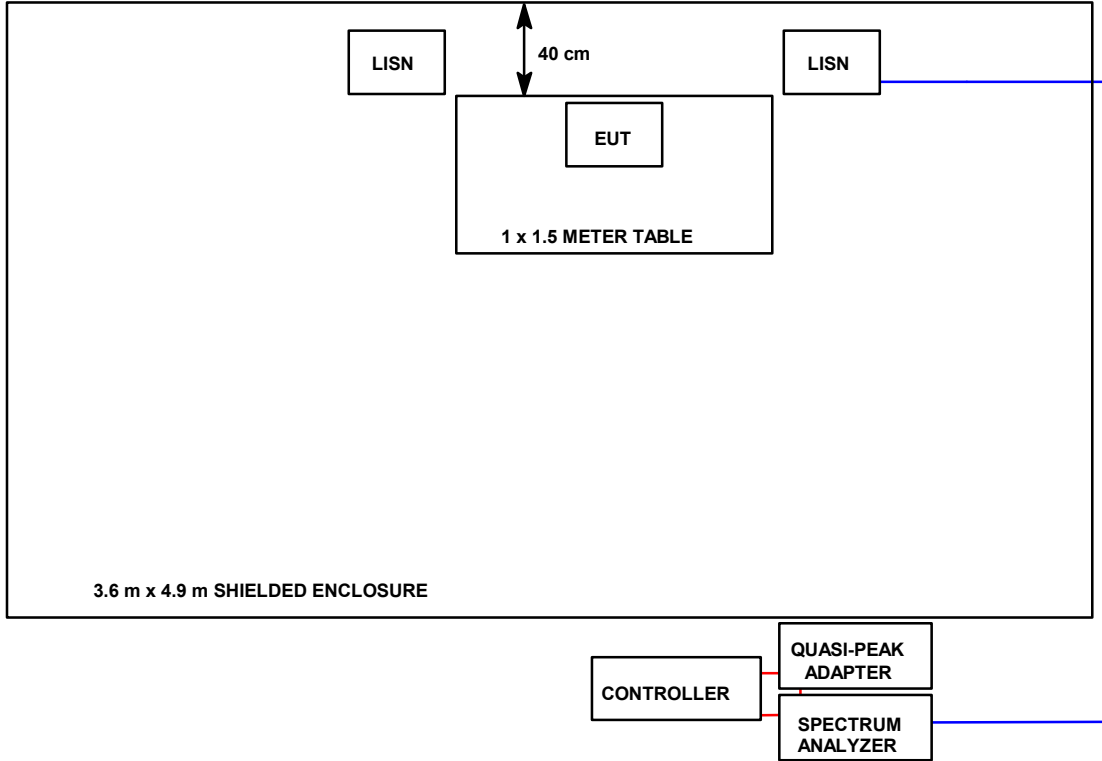 LISN
40 cm
LISN
EUT
1 x 1.5 METER TABLE
3.6 m x 4.9 m SHIELDED ENCLOSURE
QUASI-PEAK
ADAPTER
CONTROLLER
SPECTRUM
ANALYZER